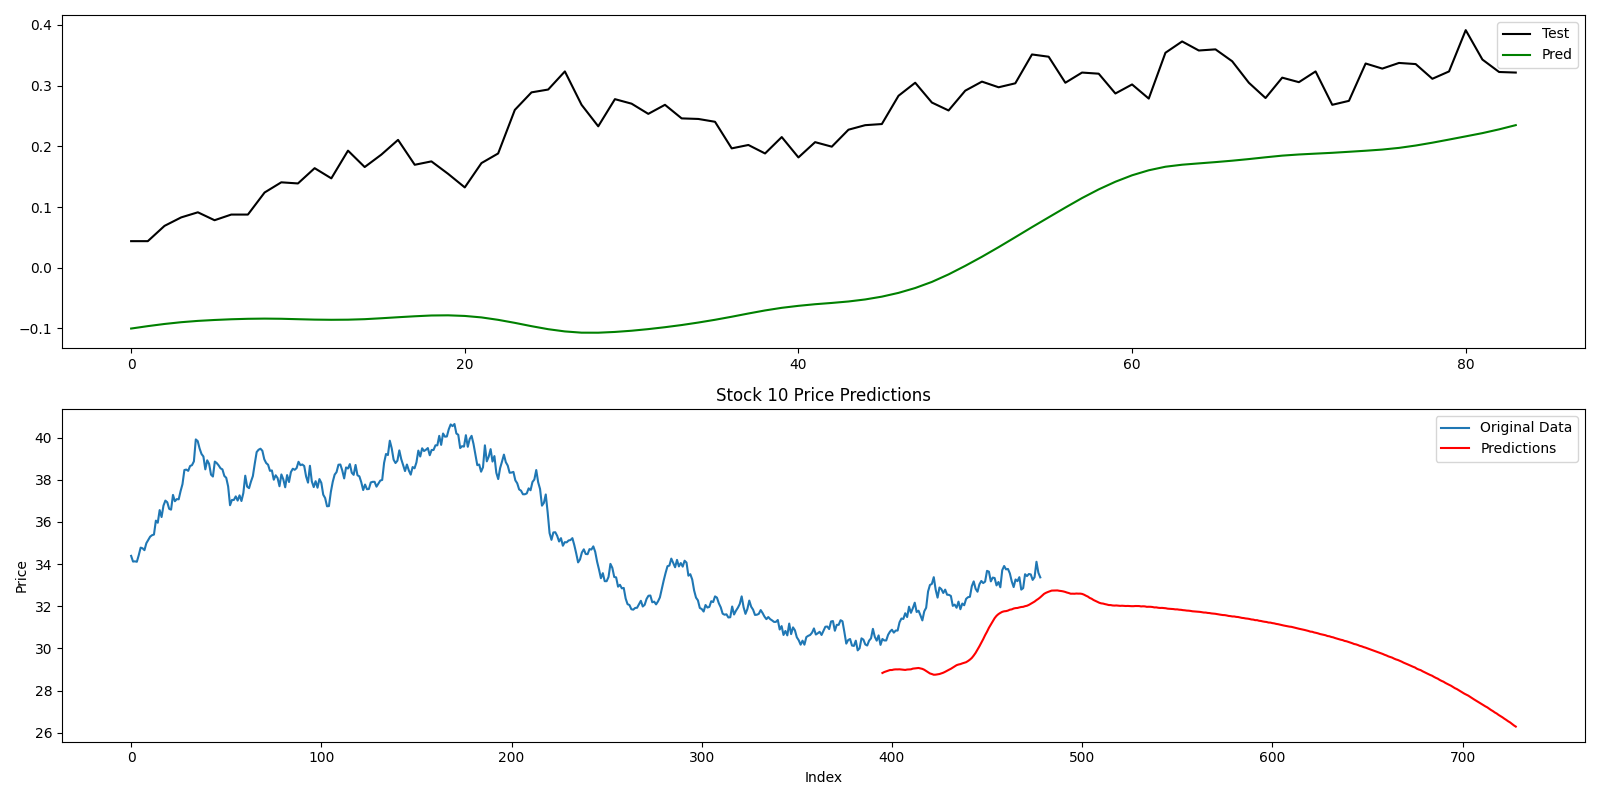 0.4
0.3
0.2
0.1
0.0
−0.1
Test
Pred
0 20 40 60 80
Stock 10 Price Predictions
Price
40
38
36
34
32
30
28
26
Original Data
Predictions
0 100 200 300 400 500 600 700
Index